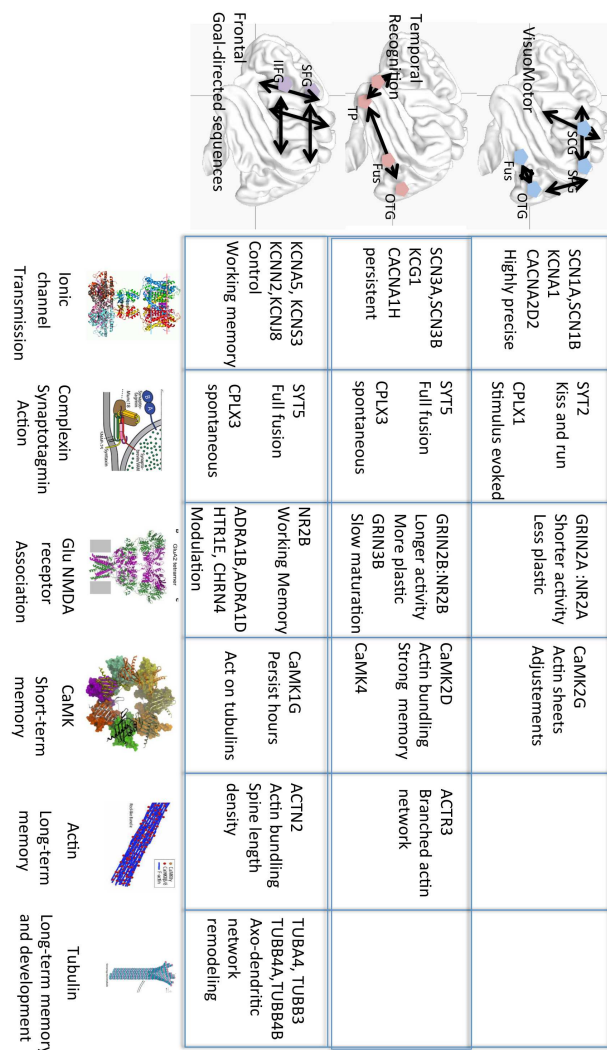 VisuoMotor
SCG
SPG
Fus
OTG
SCN1A,SCN1B
KCNA1
CACNA2D2
Highly precise
SYT2
Kiss and run
CPLX1
Stimulus evoked
GRIN2A :NR2A
Shorter activity
Less plastic
CaMK2G
Actin sheets
Adjustements
Temporal
Recognition
TP
Fus
OTG
SCN3A,SCN3B
KCG1
CACNA1H
persistent
SYT5
Full fusion
CPLX3
spontaneous
GRIN2B:NR2B
Longer activity
More plastic
GRIN3B
Slow maturation
CaMK2D
Actin bundling
Strong memory
CaMK4
ACTR3
Branched actin
network
Frontal
Goal-directed sequences
SFG
IIFG
KCNA5, KCNS3
KCNN2,KCNJ8
Control
Working memory
SYT5
Full fusion
CPLX3
spontaneous
NR2B
Working Memory
ADRA1B,ADRA1D
HTR1E, CHRN4
Modulation
CaMK1G
Persist hours
Act on tubulins
ACTN2
Actin bundling
Spine length
density
TUBA4, TUBB3
TUBB4A,TUBB4B
Axo-dendritic
network
remodeling
A
B
GluA2 tetramer
Ionic
channel
Transmission
Complexin
Synaptotagmin
Action
Glu NMDA
receptor
Association
CaMK
Short-term
memory
Actin
Long-term
memory
Tubulin
Long-term memory
and development